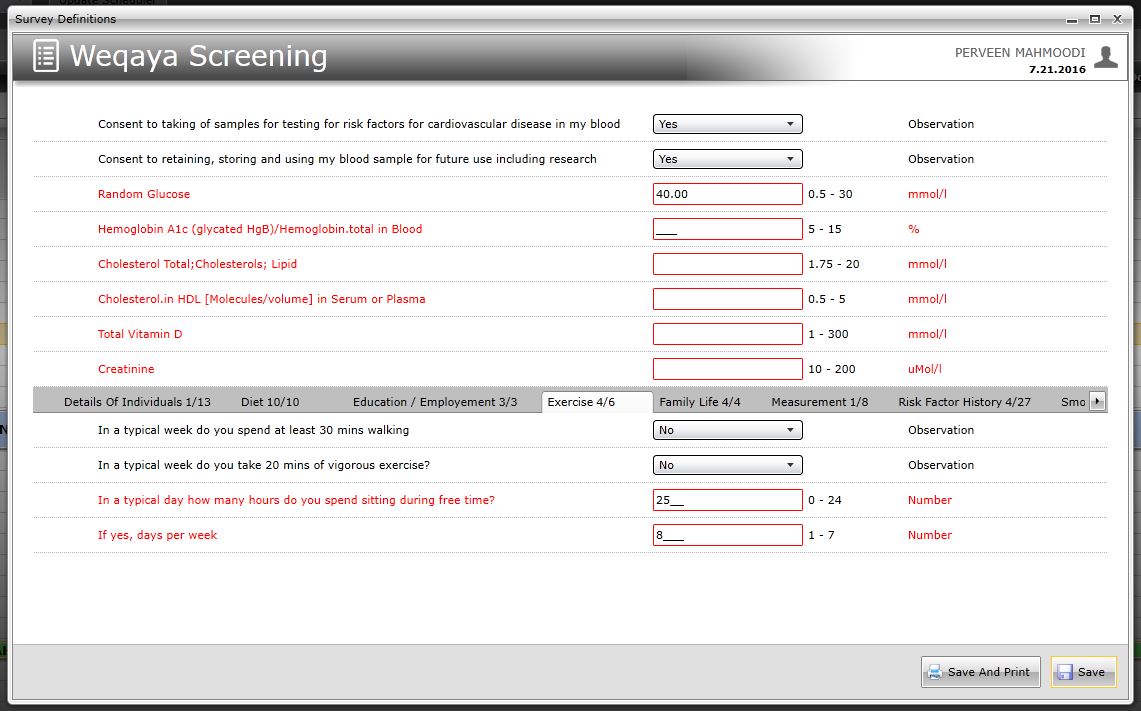 Update Scheduler
Survey Definitions
Weqaya Screening
PERVEEN MAHMOODI
7.21.2016
Consent to taking of samples for testing for risk factors for cardiovascular disease in my blood Yes Observation
Consent to retaining, storing and using my blood sample for future use including research Yes Observation
Random Glucose 40.00 0.5 - 30 mmol/l
Hemoglobin A1c (glycated HgB)/Hemoglobin.total in Blood ___ 5 - 15 %
Cholesterol Total;Cholesterols; Lipid 1.75 - 20 mmol/l
Cholesterol.in HDL [Molecules/volume] in Serum or Plasma 0.5 - 5 mmol/l
Total Vitamin D 1 - 300 mmol/l
Creatinine 10 - 200 uMol/l
Details Of Individuals 1/13 Diet 10/10 Education / Employement 3/3 Exercise 4/6 Family Life 4/4 Measurement 1/8 Risk Factor History 4/27 Smo
In a typical week do you spend at least 30 mins walking No Observation
In a typical week do you take 20 mins of vigorous exercise? No Observation
In a typical day how many hours do you spend sitting during free time? 25__ 0 - 24 Number
If yes, days per week 8___ 1 - 7 Number
Save And Print Save